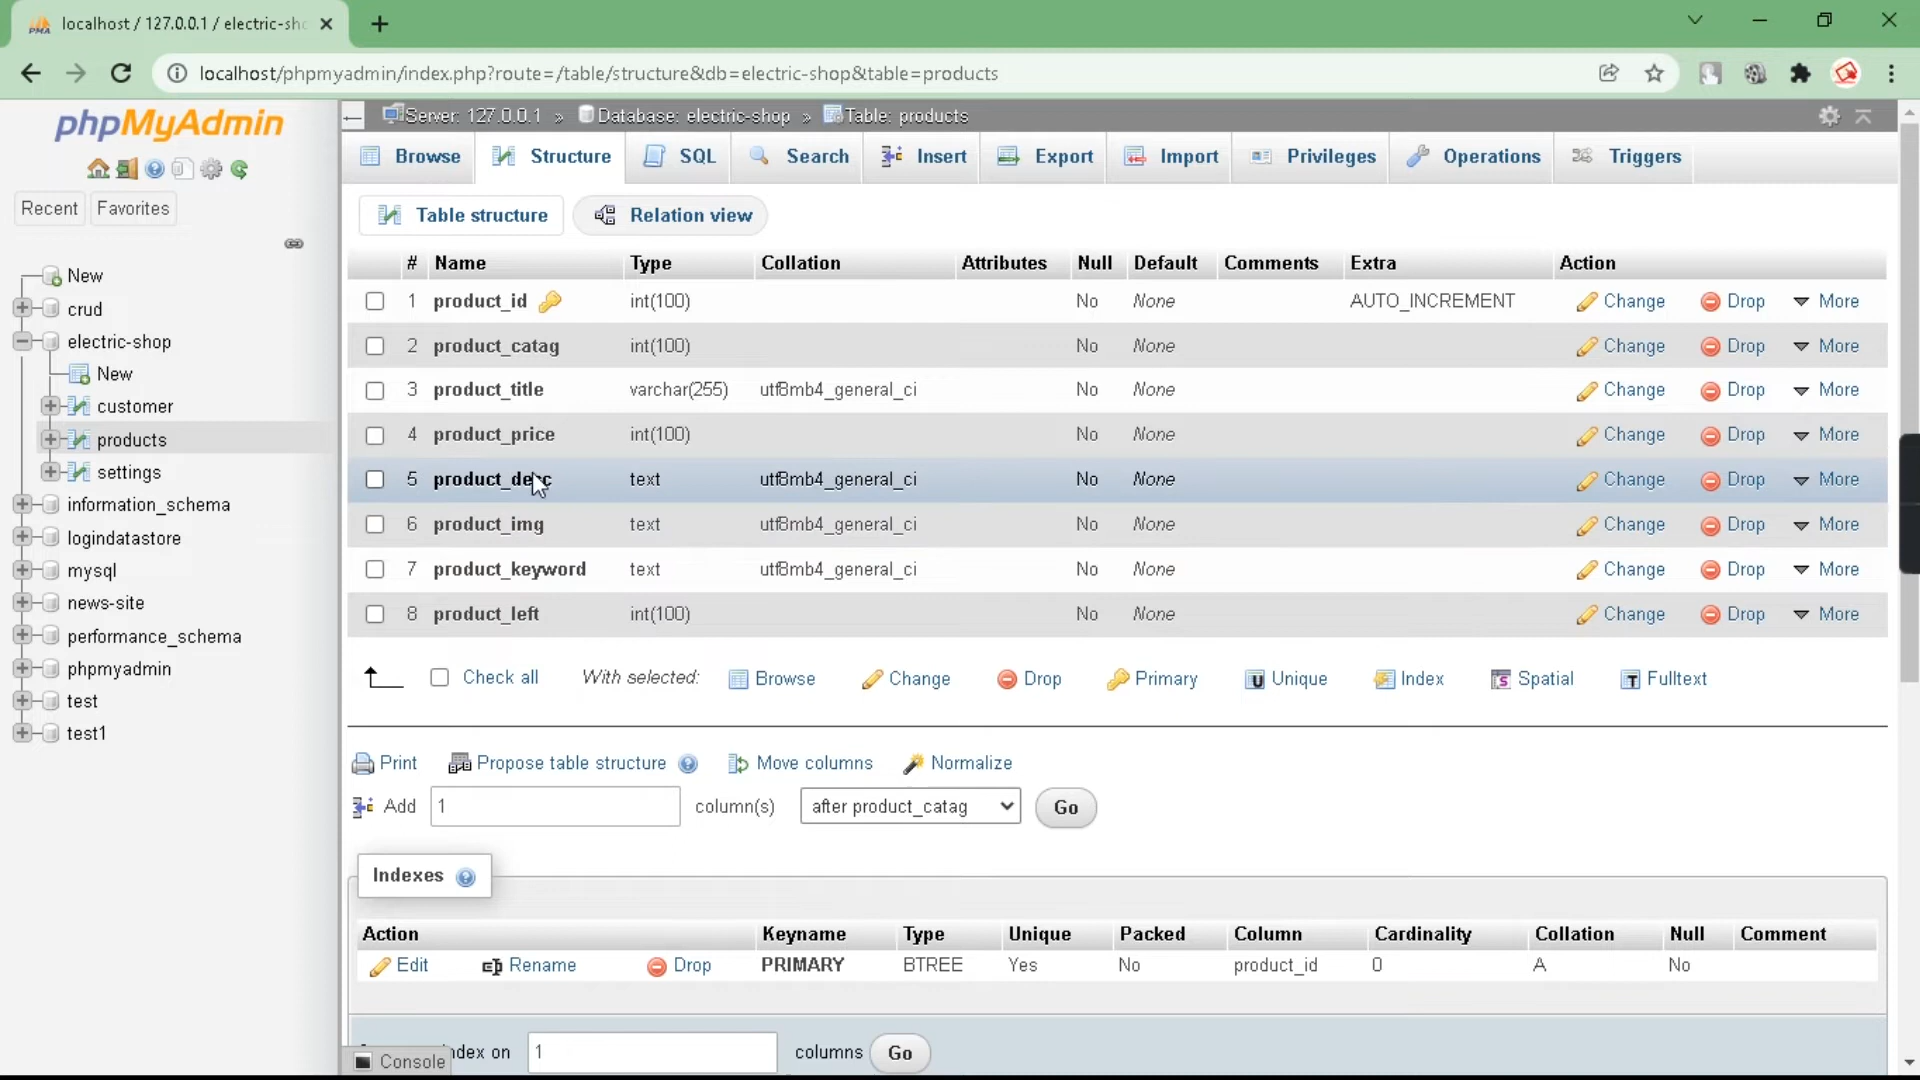 localhost / 127.0.0.1 / electric-sho
localhost/phpmyadmin/index.php?route=/table/structure&db=electric-shop&table=products
phpMyAdmin
Recent Favorites
New
crud
electric-shop
New
customer
products
settings
information_schema
logindatastore
mysql
news-site
performance_schema
phpmyadmin
test
test1
Server: 127.0.0.1 » Database: electric-shop » Table: products
Browse Structure SQL Search Insert Export Import Privileges Operations Triggers
Table structure Relation view
# Name Type Collation Attributes Null Default Comments Extra Action
1 product_id int(100) No None AUTO_INCREMENT Change Drop More
2 product_catag int(100) No None Change Drop More
3 product_title varchar(255) utf8mb4_general_ci No None Change Drop More
4 product_price int(100) No None Change Drop More
5 product_desc text utf8mb4_general_ci No None Change Drop More
6 product_img text utf8mb4_general_ci No None Change Drop More
7 product_keyword text utf8mb4_general_ci No None Change Drop More
8 product_left int(100) No None Change Drop More
Check all With selected: Browse Change Drop Primary Unique Index Spatial Fulltext
Print Propose table structure Move columns Normalize
Add 1 column(s) after product_catag Go
Indexes
Action Keyname Type Unique Packed Column Cardinality Collation Null Comment
Edit Rename Drop PRIMARY BTREE Yes No product_id 0 A No
ndex on 1 columns Go
Console